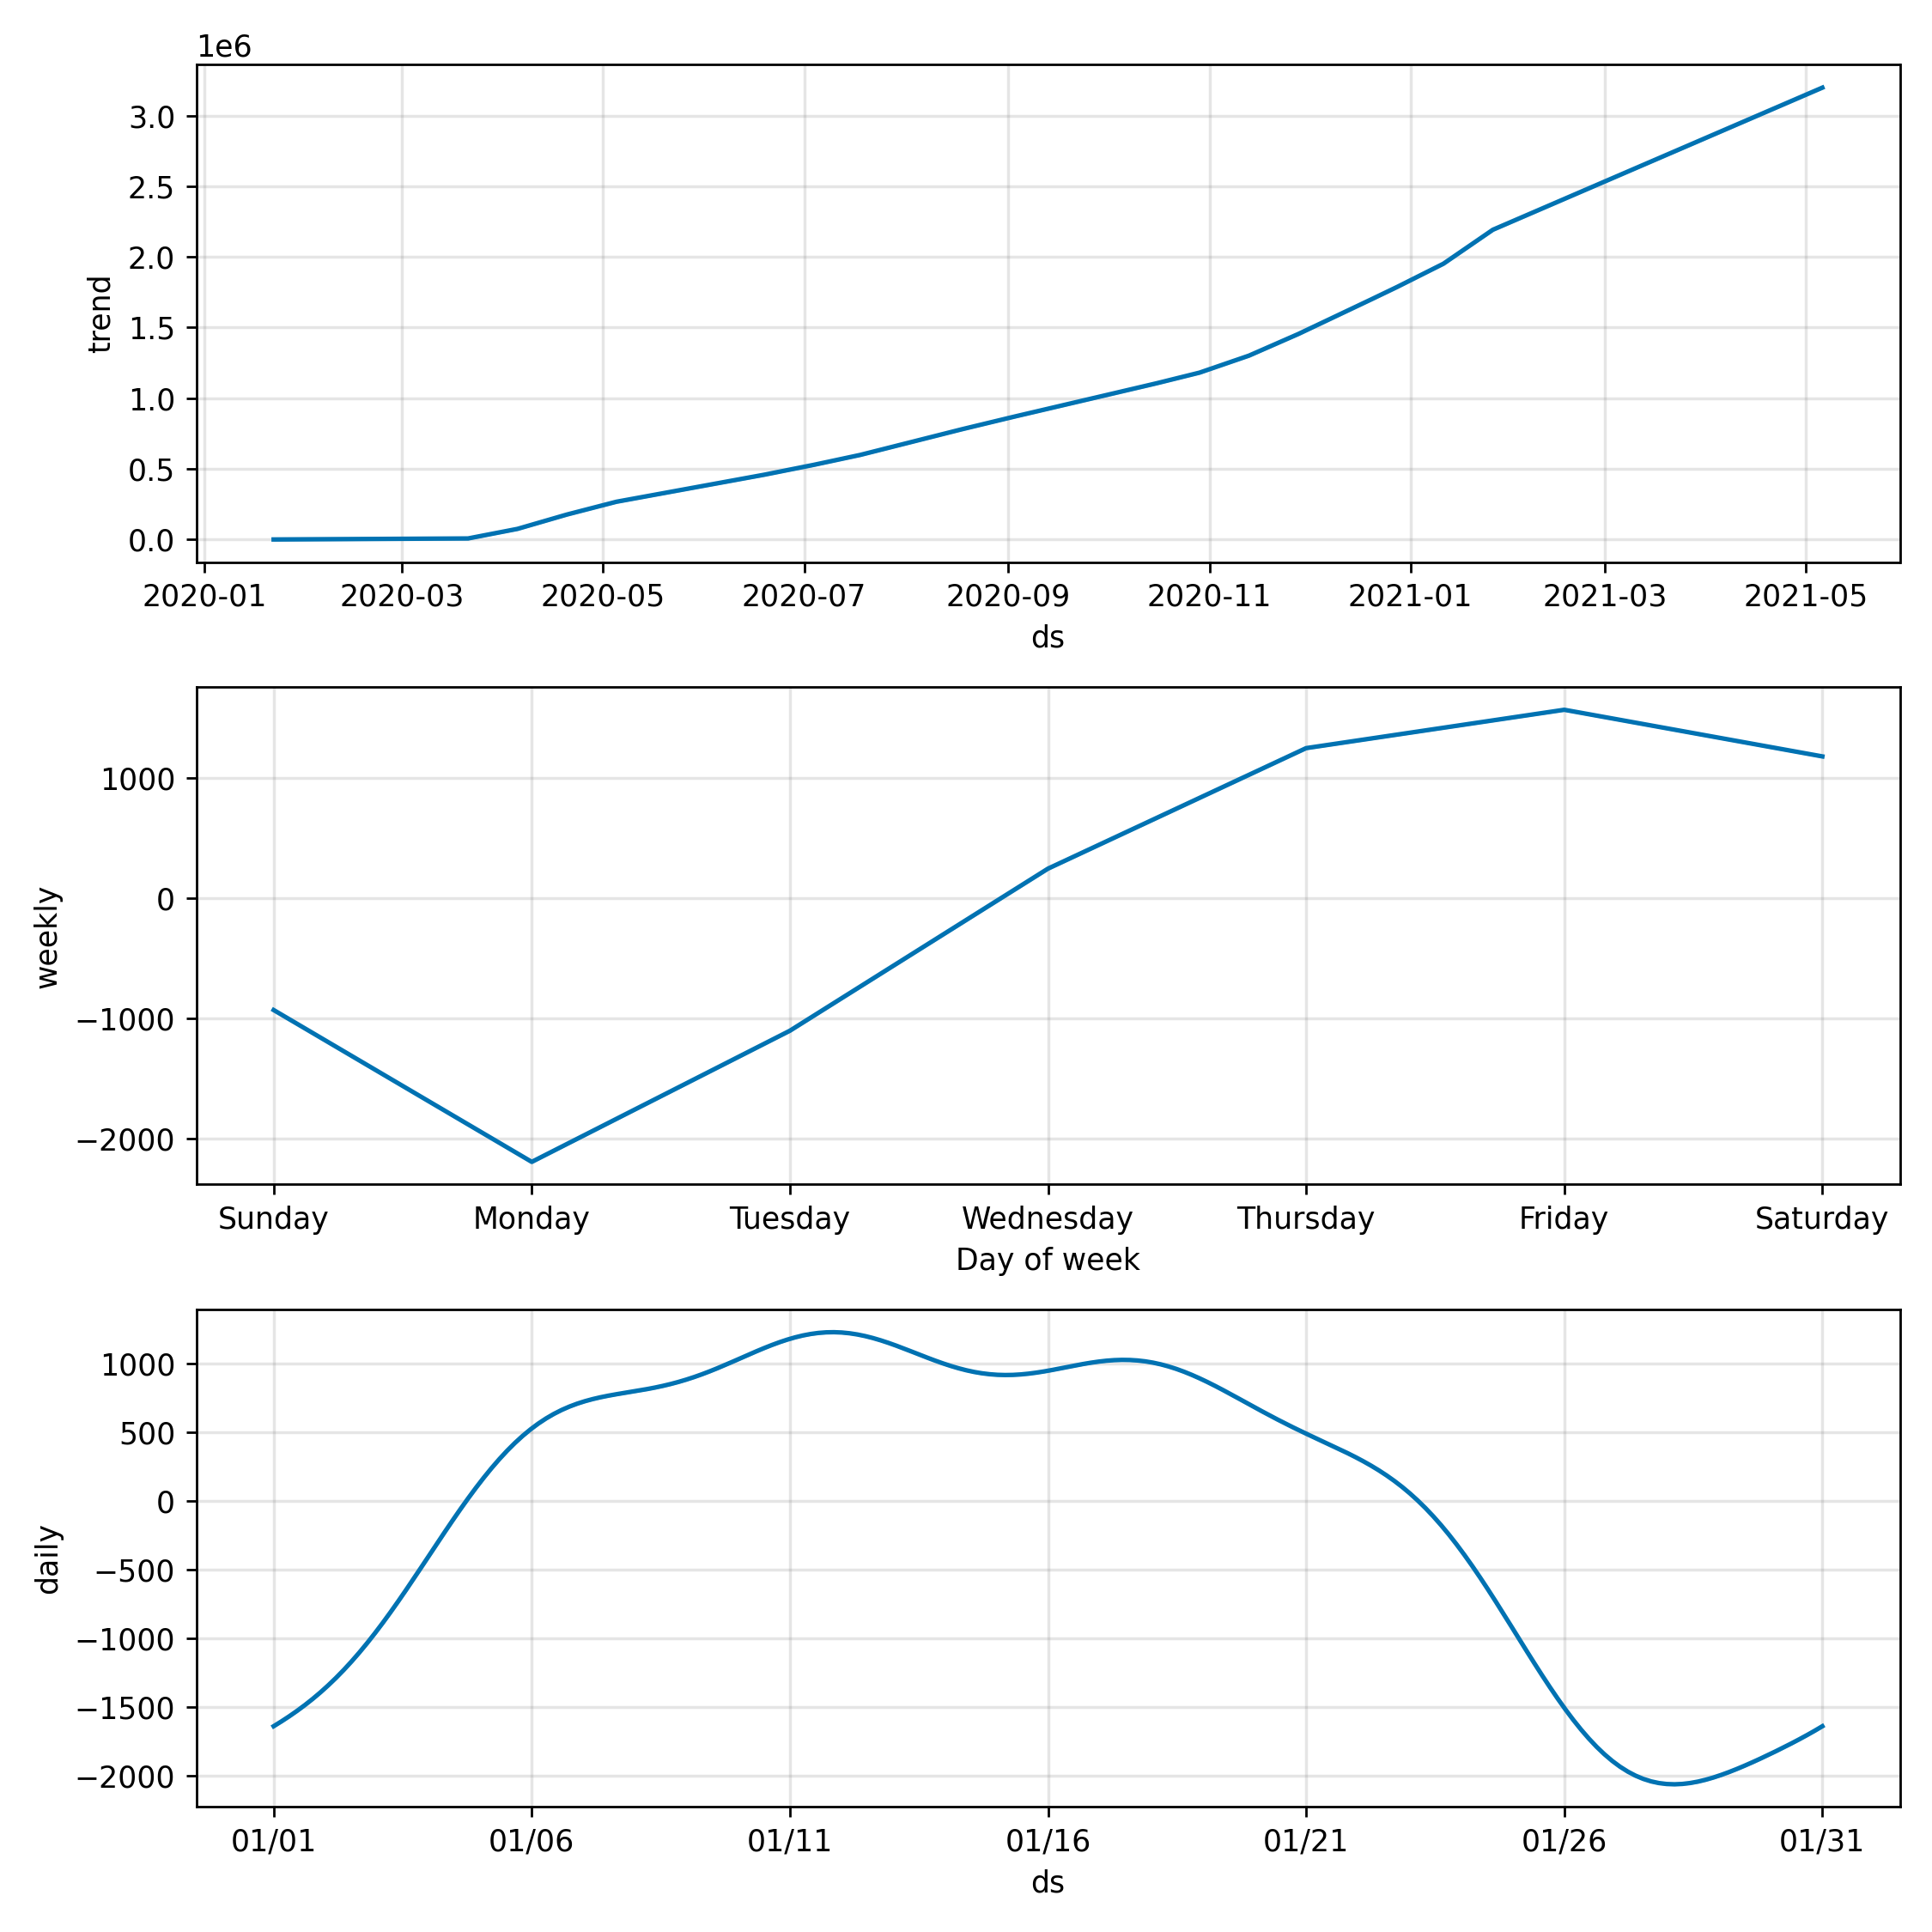 1e6
3.0
2.5
2.0
1.5
1.0
0.5
0.0
trend
2020-01 2020-03 2020-05 2020-07 2020-09 2020-11 2021-01 2021-03 2021-05
ds
1000
0
−1000
−2000
weekly
Sunday Monday Tuesday Wednesday Thursday Friday Saturday
Day of week
1000
500
0
−500
−1000
−1500
−2000
daily
01/01 01/06 01/11 01/16 01/21 01/26 01/31
ds